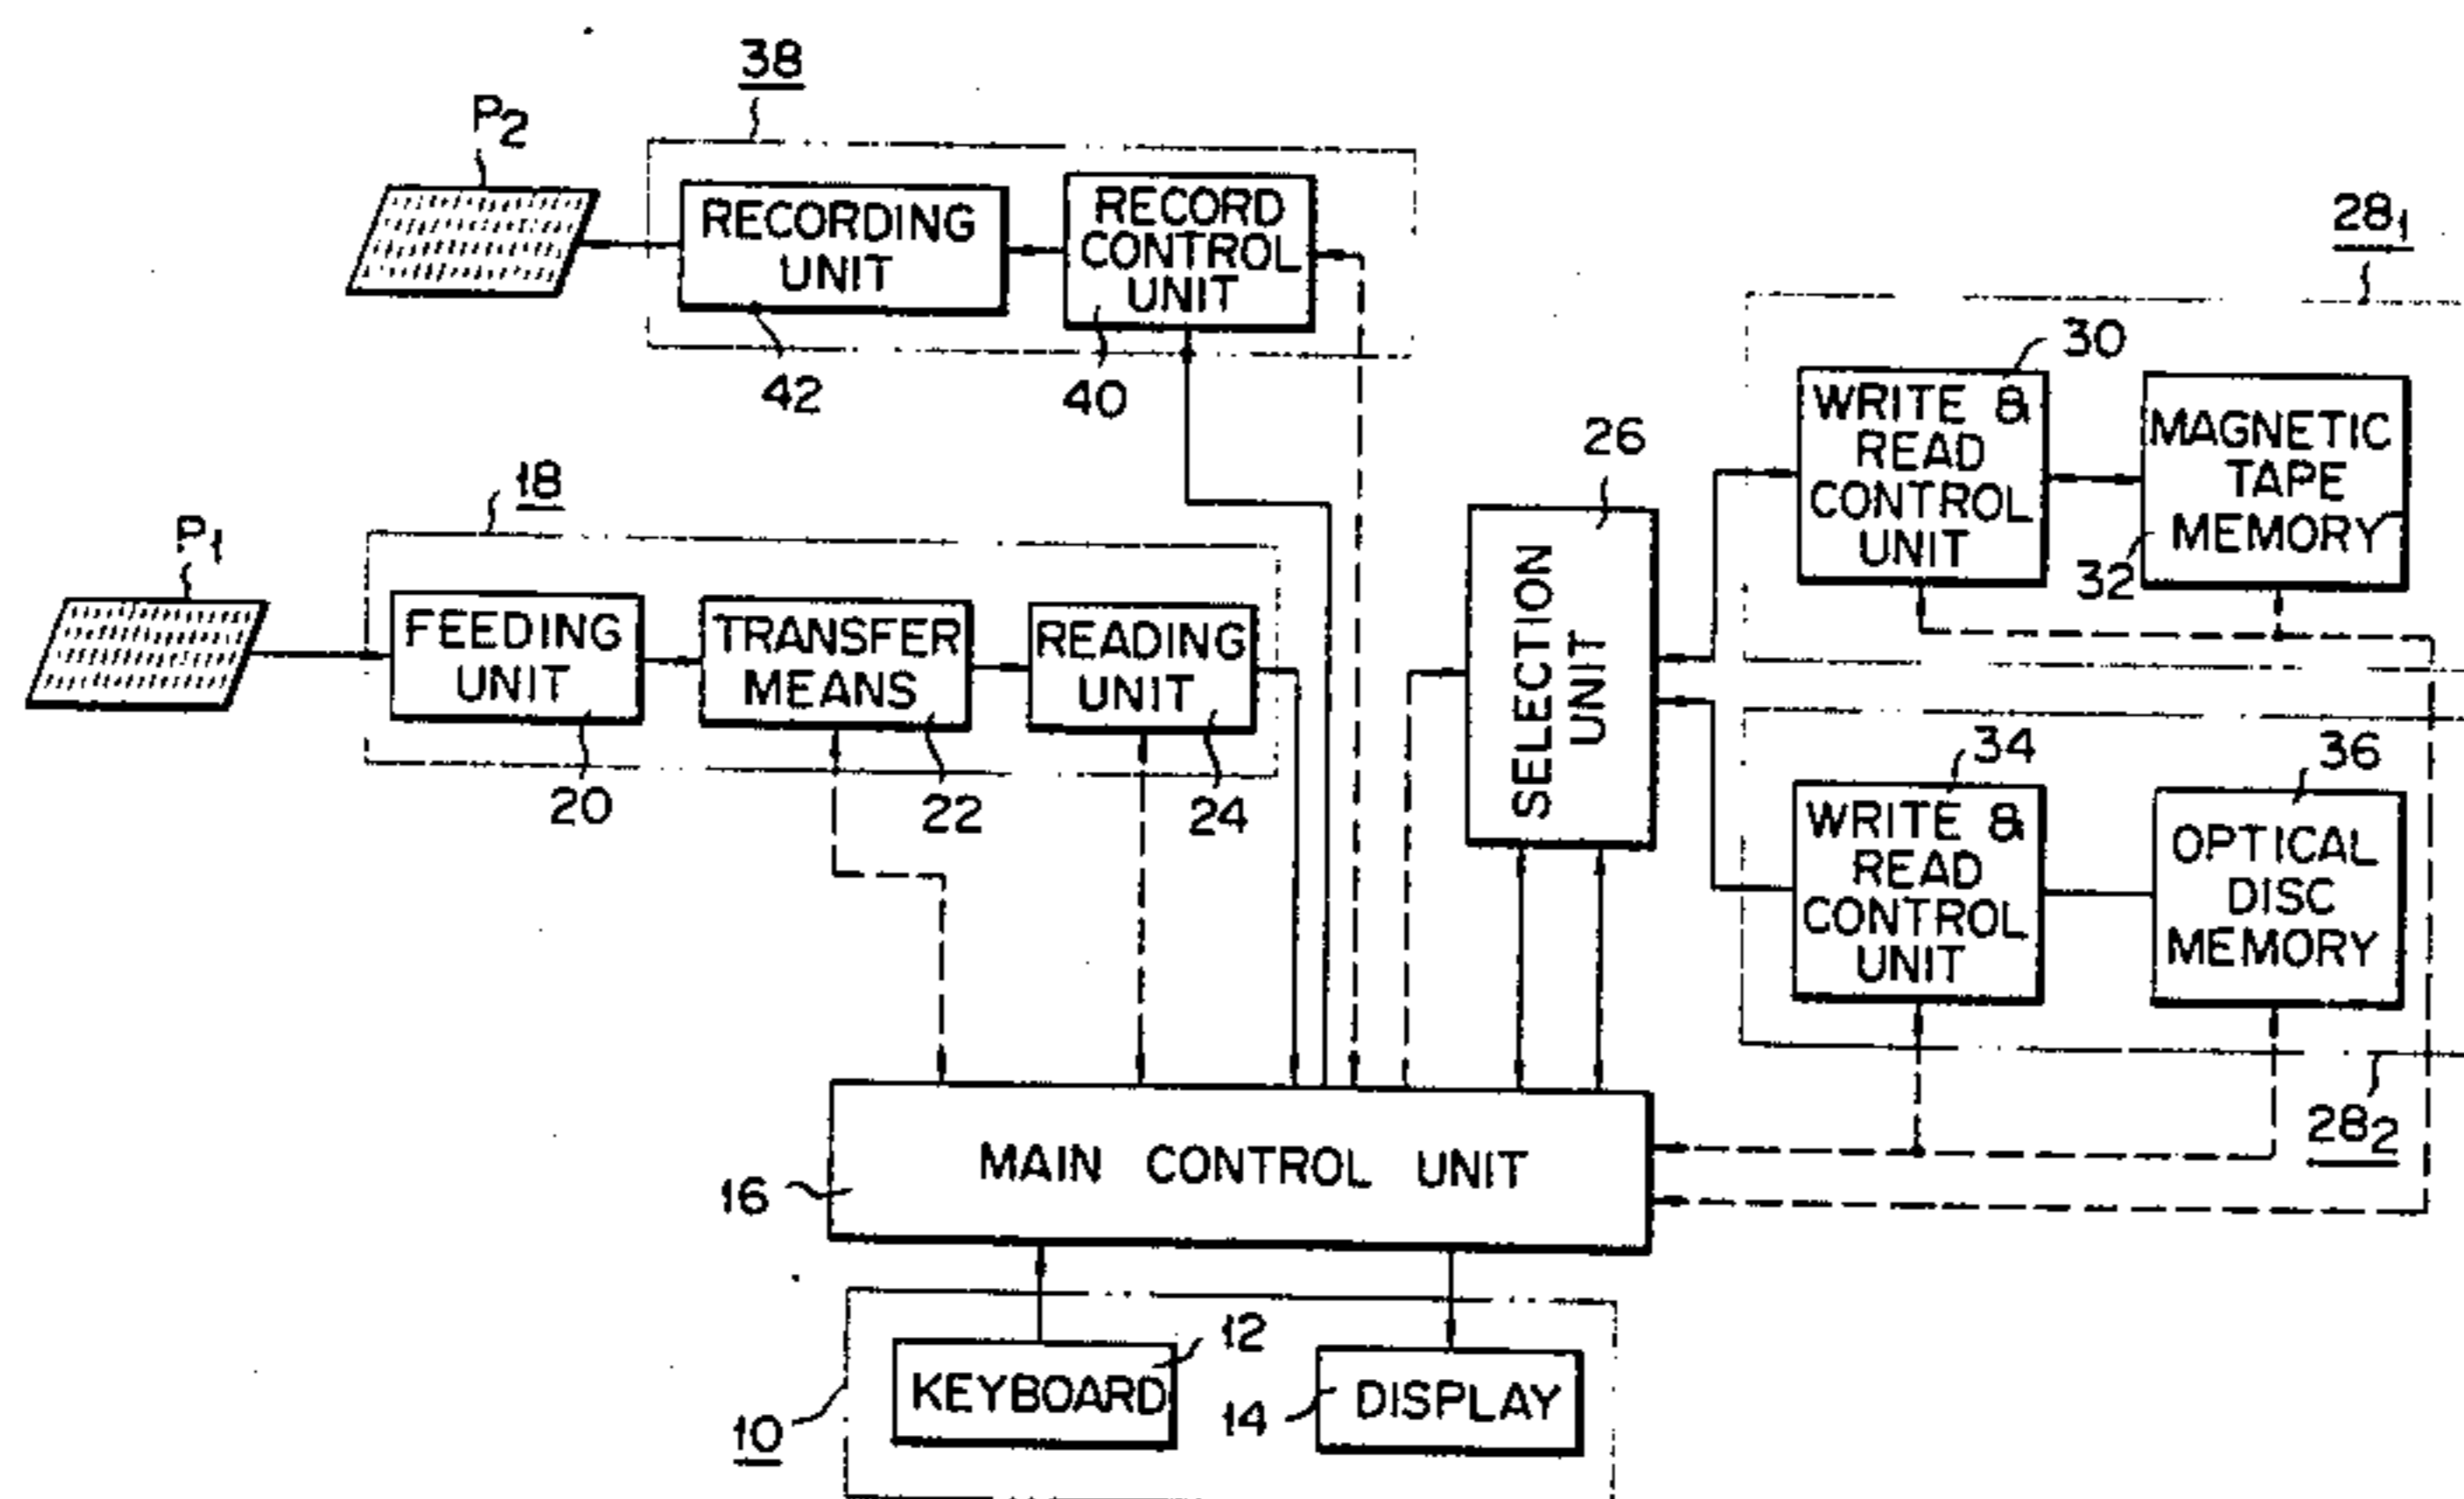 38
P2
RECORDING
UNIT
RECORD
CONTROL
UNIT
42
40
281
30
WRITE &
READ
CONTROL
UNIT
MAGNETIC
TAPE
MEMORY
32
26
SELECTION
UNIT
18
P1
FEEDING
UNIT
TRANSFER
MEANS
READING
UNIT
20
22
24
34
WRITE &
READ
CONTROL
UNIT
36
OPTICAL
DISC
MEMORY
282
16
MAIN CONTROL UNIT
10
KEYBOARD
12
14
DISPLAY